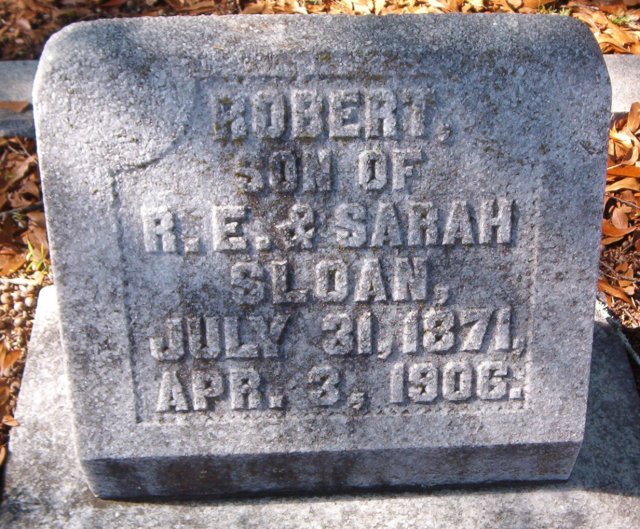 ROBERT,
SON OF
R. E. & SARAH
SLOAN,
JULY 31, 1871,
APR. 3, 1906.